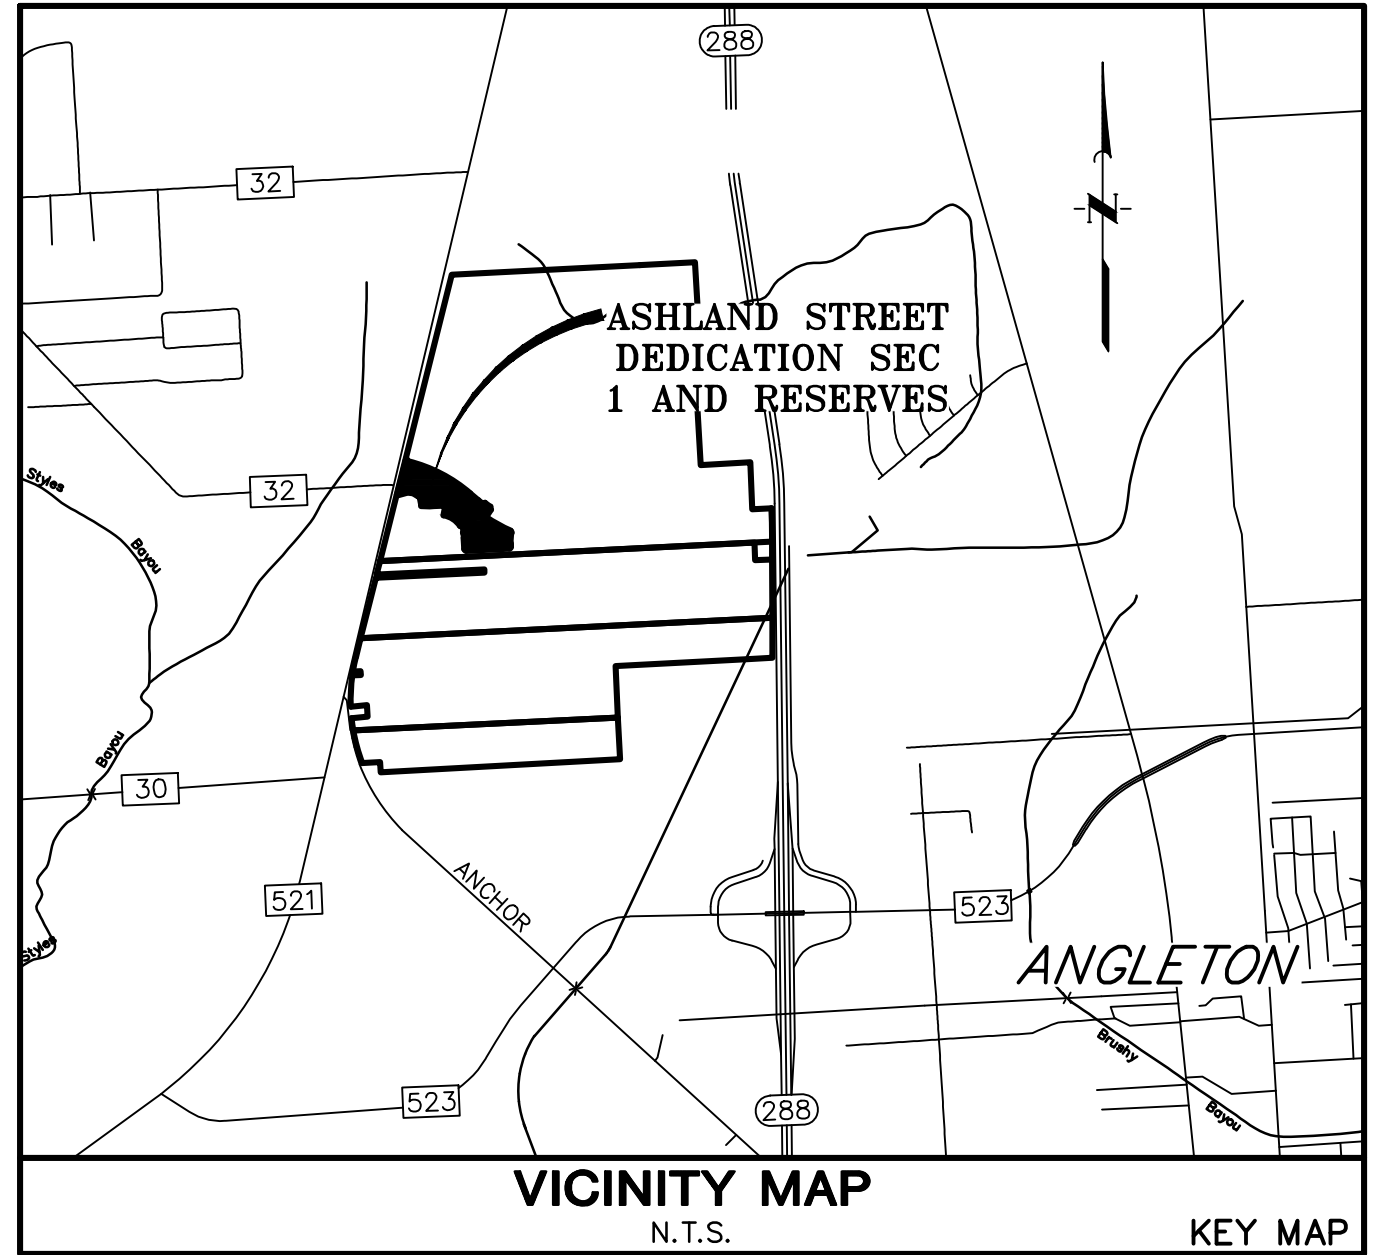 288
N
32
ASHLAND STREET
DEDICATION SEC
1 AND RESERVES
Styles
32
Bayou
Bayou
30
521
ANCHOR
523
Styles
ANGLETON
Brushy
523
288
Bayou
VICINITY MAP
N.T.S.
KEY MAP